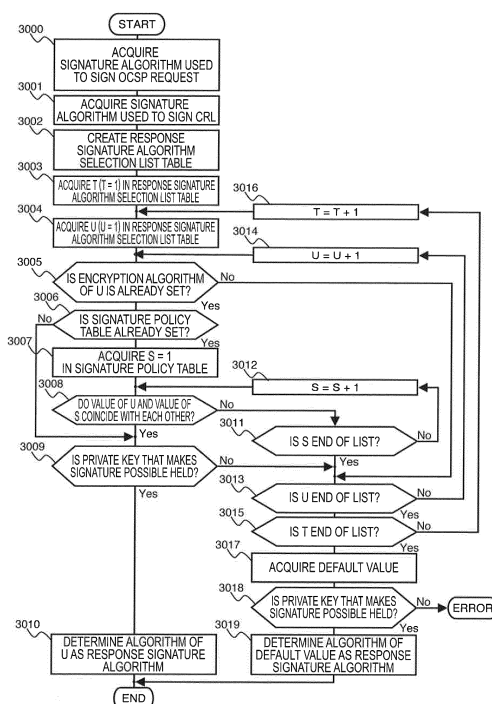 START
3000
ACQUIRE
SIGNATURE ALGORITHM USED
TO SIGN OCSP REQUEST
3001
ACQUIRE SIGNATURE
ALGORITHM USED TO SIGN CRL
3002
CREATE RESPONSE
SIGNATURE ALGORITHM
SELECTION LIST TABLE
3003
ACQUIRE T (T = 1) IN RESPONSE SIGNATURE
ALGORITHM SELECTION LIST TABLE
3016
T = T + 1
3004
ACQUIRE U (U = 1) IN RESPONSE SIGNATURE
ALGORITHM SELECTION LIST TABLE
3014
U = U + 1
3005
IS ENCRYPTION ALGORITHM
OF U IS ALREADY SET?
No
Yes
3006
No
IS SIGNATURE POLICY
TABLE ALREADY SET?
Yes
3007
ACQUIRE S = 1
IN SIGNATURE POLICY TABLE
3012
S = S + 1
3008
DO VALUE OF U AND VALUE OF
S COINCIDE WITH EACH OTHER?
No
Yes
3011
IS S END OF LIST?
No
Yes
3009
IS PRIVATE KEY THAT MAKES
SIGNATURE POSSIBLE HELD?
No
Yes
3013
IS U END OF LIST?
No
Yes
3015
IS T END OF LIST?
No
Yes
3017
ACQUIRE DEFAULT VALUE
3018
IS PRIVATE KEY THAT MAKES
SIGNATURE POSSIBLE HELD?
No
ERROR
Yes
3010
DETERMINE ALGORITHM OF
U AS RESPONSE SIGNATURE
ALGORITHM
3019
DETERMINE ALGORITHM OF
DEFAULT VALUE AS RESPONSE
SIGNATURE ALGORITHM
END